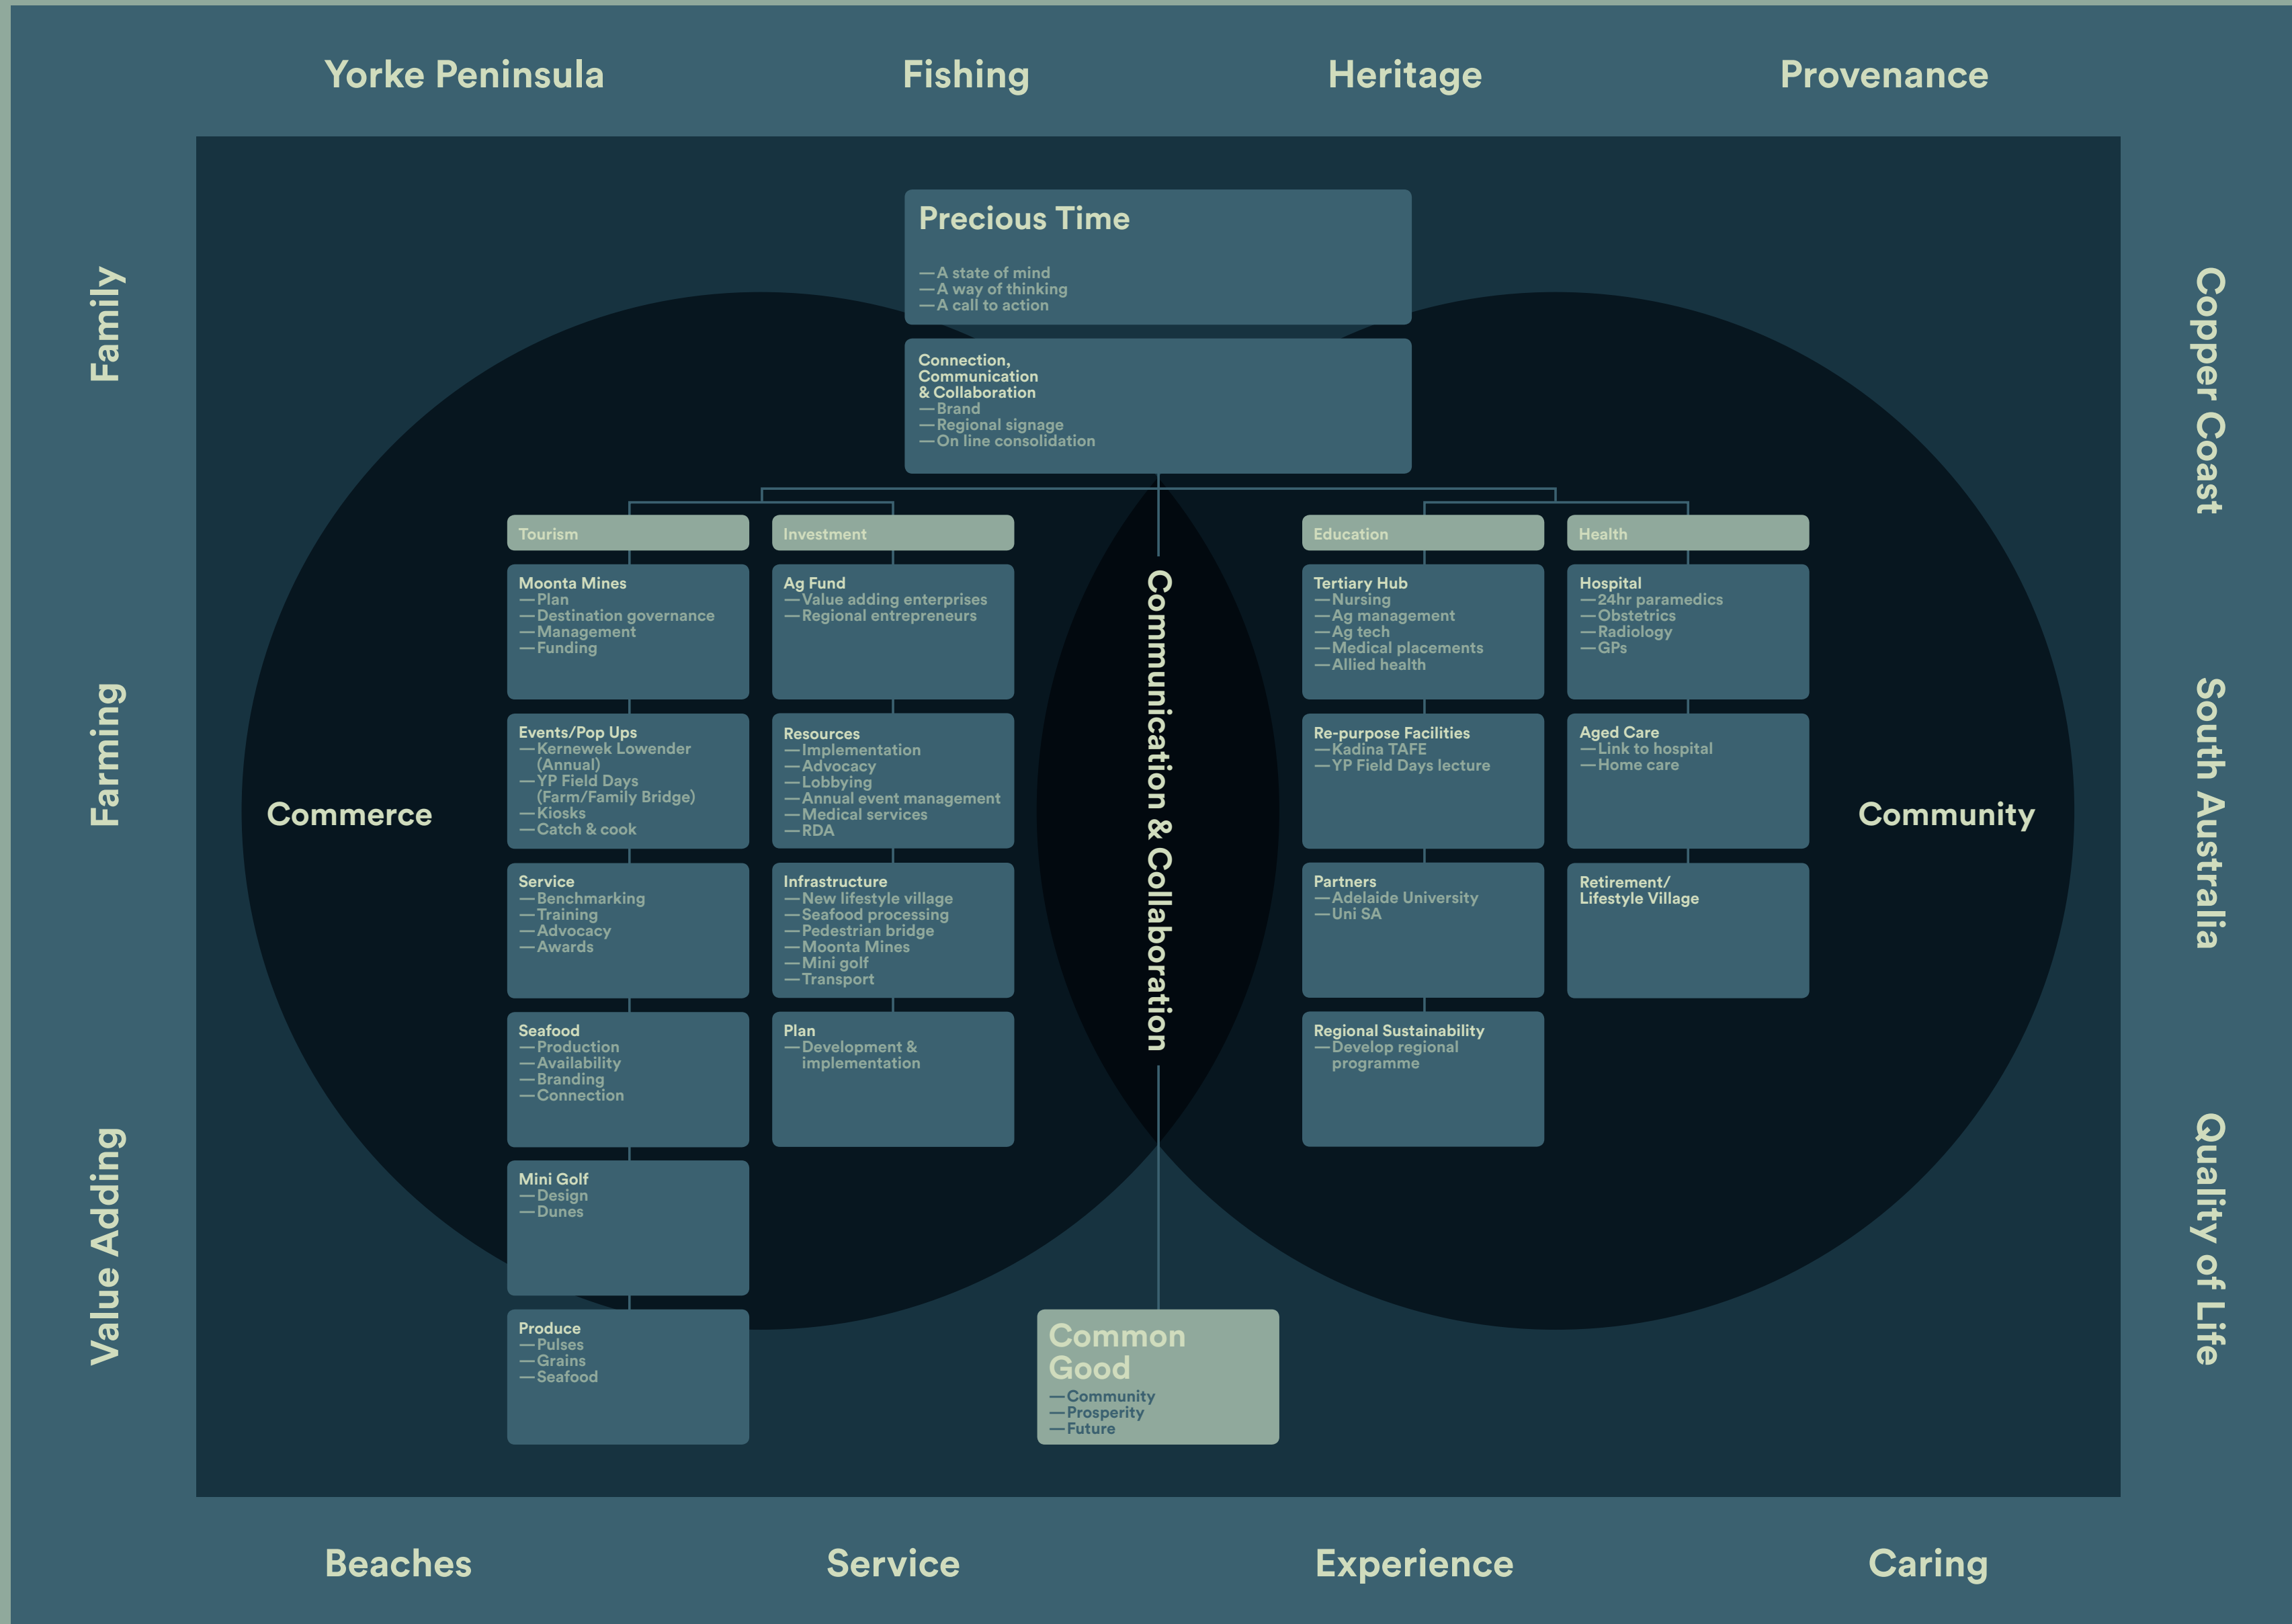 Yorke Peninsula
Fishing
Heritage
Provenance
Family
Farming
Value Adding
Precious Time
—A state of mind
—A way of thinking
—A call to action
Connection,
Communication
& Collaboration
—Brand
—Regional signage
—On line consolidation
Commerce
Tourism
Moonta Mines
—Plan
—Destination governance
—Management
—Funding
Events/Pop Ups
—Kernewek Lowender
(Annual)
—YP Field Days
(Farm/Family Bridge)
—Kiosks
—Catch & cook
Service
—Benchmarking
—Training
—Advocacy
—Awards
Seafood
—Production
—Availability
—Branding
—Connection
Mini Golf
—Design
—Dunes
Produce
—Pulses
—Grains
—Seafood
Investment
Ag Fund
—Value adding enterprises
—Regional entrepreneurs
Resources
—Implementation
—Advocacy
—Lobbying
—Annual event management
—Medical services
—RDA
Infrastructure
—New lifestyle village
—Seafood processing
—Pedestrian bridge
—Moonta Mines
—Mini golf
—Transport
Plan
—Development &
implementation
Communication & Collaboration
Education
Tertiary Hub
—Nursing
—Ag management
—Ag tech
—Medical placements
—Allied health
Re-purpose Facilities
—Kadina TAFE
—YP Field Days lecture
Partners
—Adelaide University
—Uni SA
Regional Sustainability
—Develop regional
programme
Health
Hospital
—24hr paramedics
—Obstetrics
—Radiology
—GPs
Aged Care
—Link to hospital
—Home care
Retirement/
Lifestyle Village
Community
Common
Good
—Community
—Prosperity
—Future
Copper Coast
South Australia
Quality of Life
Beaches
Service
Experience
Caring